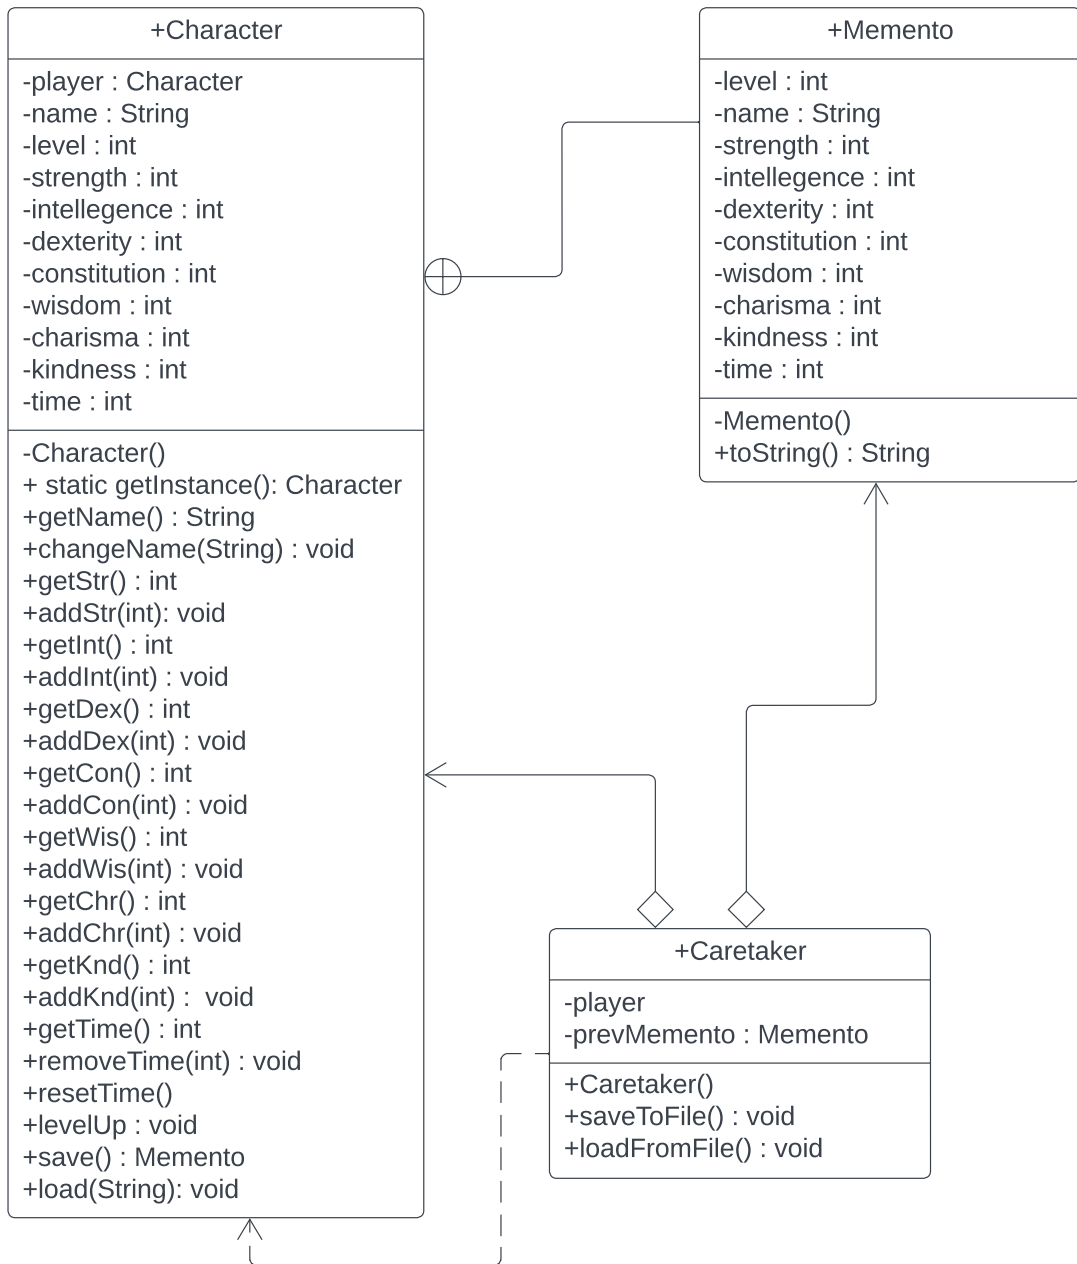 +Character
-player : Character
-name : String
-level : int
-strength : int
-intellegence : int
-dexterity : int
-constitution : int
-wisdom : int
-charisma : int
-kindness : int
-time : int
-Character()
+ static getInstance(): Character
+getName() : String
+changeName(String) : void
+getStr() : int
+addStr(int): void
+getInt() : int
+addInt(int) : void
+getDex() : int
+addDex(int) : void
+getCon() : int
+addCon(int) : void
+getWis() : int
+addWis(int) : void
+getChr() : int
+addChr(int) : void
+getKnd() : int
+addKnd(int) :  void
+getTime() : int
+removeTime(int) : void
+resetTime()
+levelUp : void
+save() : Memento
+load(String): void
+Memento
-level : int
-name : String
-strength : int
-intellegence : int
-dexterity : int
-constitution : int
-wisdom : int
-charisma : int
-kindness : int
-time : int
-Memento()
+toString() : String
+Caretaker
-player
-prevMemento : Memento
+Caretaker()
+saveToFile() : void
+loadFromFile() : void